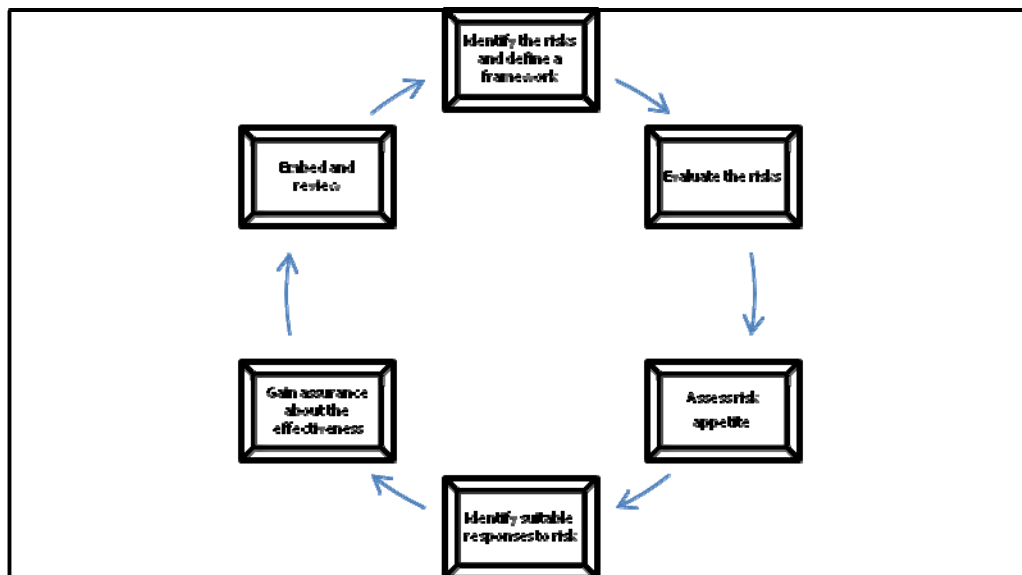 Identify the risks
and define a
framework
Evaluate the risks
Assess risk
appetite
Identify suitable
responses to risk
Gain assurance
about the
effectiveness
Embed and
review